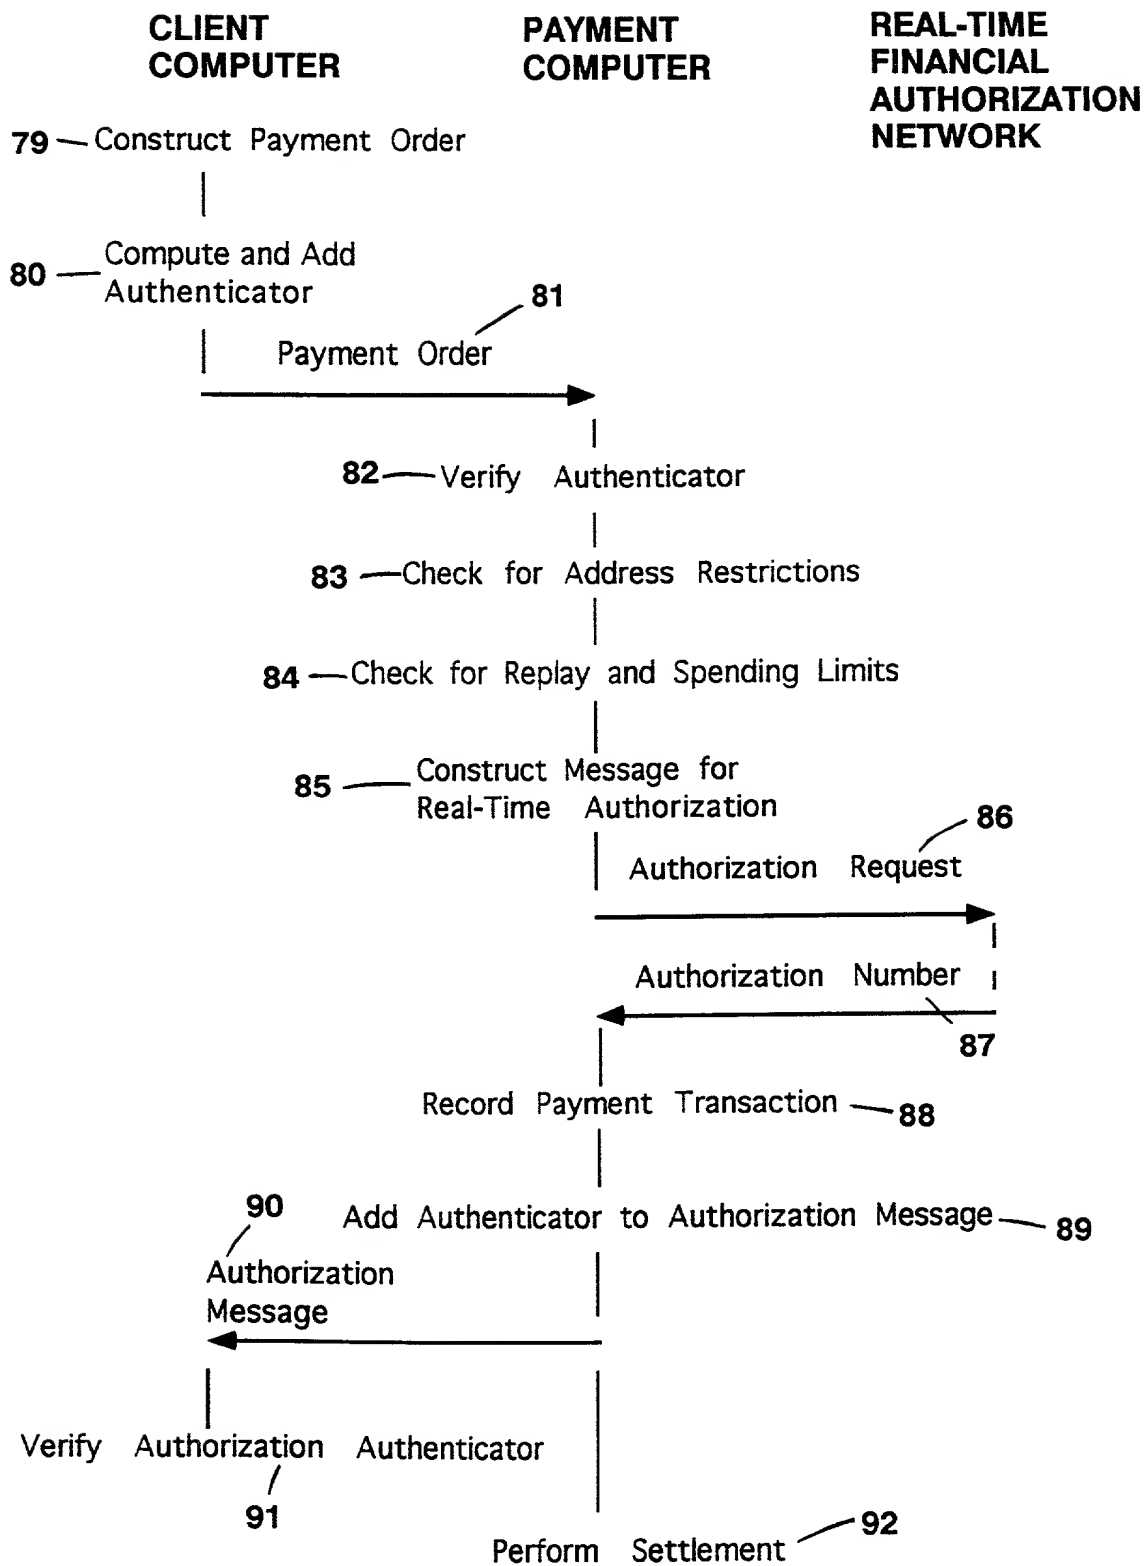 CLIENT
COMPUTER
PAYMENT
COMPUTER
REAL-TIME
FINANCIAL
AUTHORIZATION
NETWORK
79 Construct Payment Order
80 Compute and Add
Authenticator
81
Payment Order
82 Verify Authenticator
83 Check for Address Restrictions
84 Check for Replay and Spending Limits
85 Construct Message for
Real-Time Authorization
86
Authorization Request
Authorization Number
87
Record Payment Transaction 88
90
Add Authenticator to Authorization Message 89
Authorization
Message
Verify Authorization Authenticator
91
92
Perform Settlement